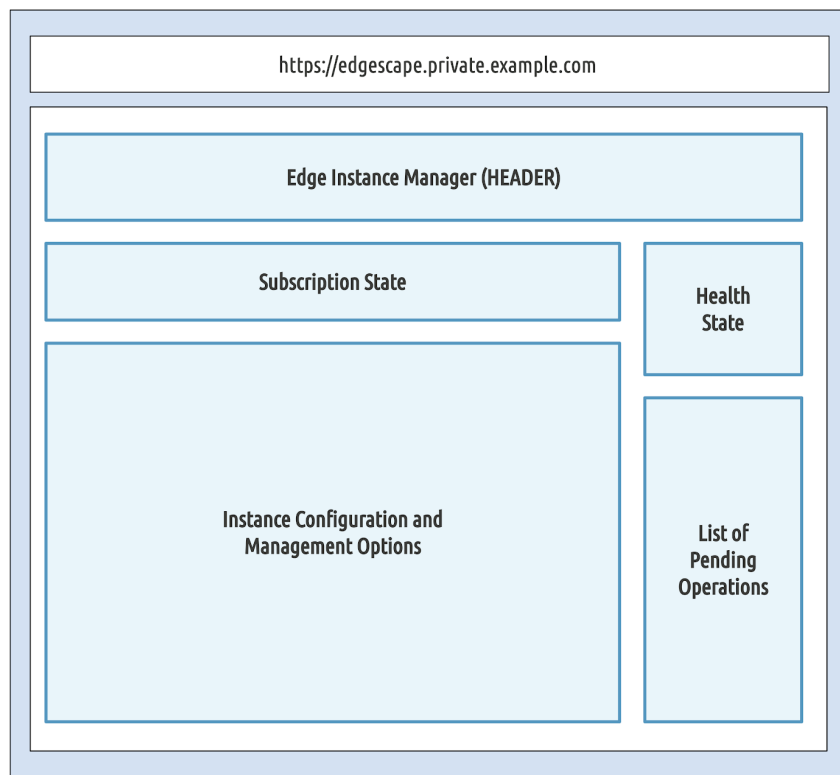 https://edgescape.private.example.com
Edge Instance Manager (HEADER)
Subscription State
Health
State
Instance Configuration and
Management Options
List of
Pending
Operations